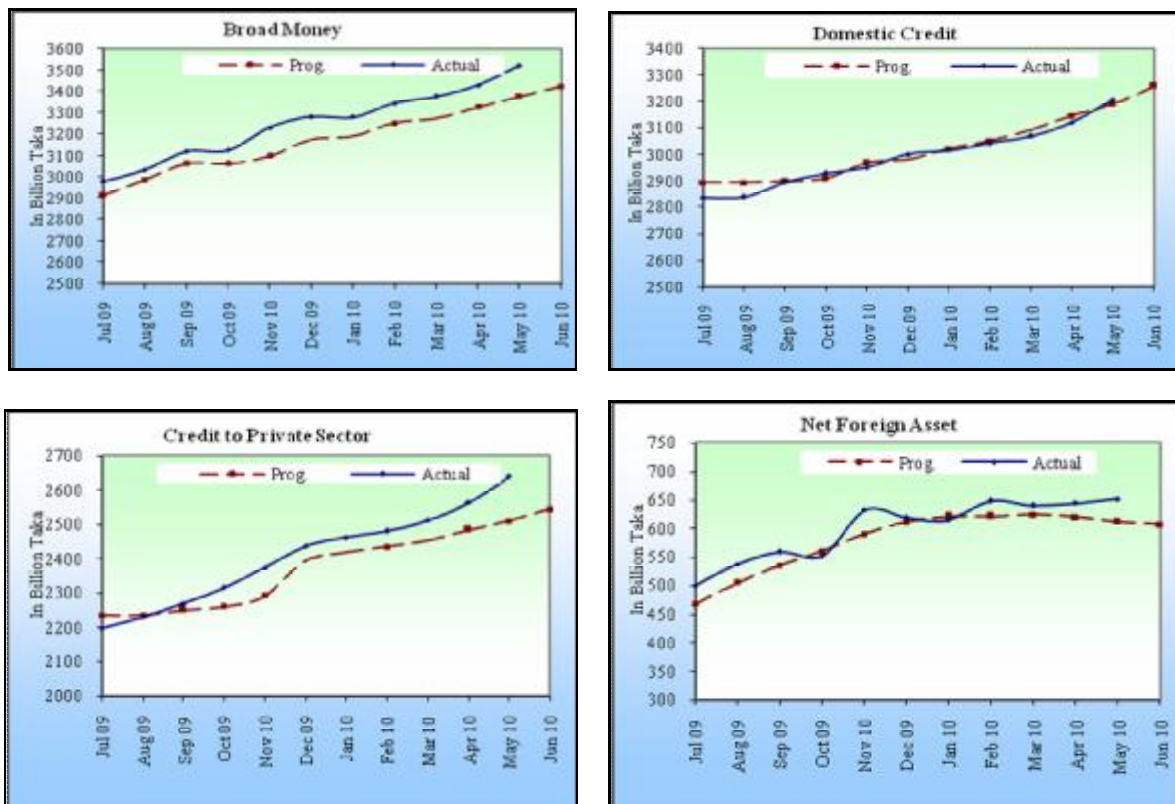 Broad Money
Prog. Actual
In Billion Taka
3600
3500
3400
3300
3200
3100
3000
2900
2800
2700
2600
2500
Jul 09
Aug 09
Sep 09
Oct 09
Nov 10
Dec 09
Jan 10
Feb 10
Mar 10
Apr 10
May 10
Jun 10
Domestic Credit
Prog. Actual
In Billion Taka
3400
3300
3200
3100
3000
2900
2800
2700
2600
2500
Jul 09
Aug 09
Sep 09
Oct 09
Nov 10
Dec 09
Jan 10
Feb 10
Mar 10
Apr 10
May 10
Jun 10
Credit to Private Sector
Prog. Actual
In Billion Taka
2700
2600
2500
2400
2300
2200
2100
2000
Jul 09
Aug 09
Sep 09
Oct 09
Nov 10
Dec 09
Jan 10
Feb 10
Mar 10
Apr 10
May 10
Jun 10
Net Foreign Asset
Prog. Actual
In Billion Taka
750
700
650
600
550
500
450
400
350
300
Jul 09
Aug 09
Sep 09
Oct 09
Nov 10
Dec 09
Jan 10
Feb 10
Mar 10
Apr 10
May 10
Jun 10